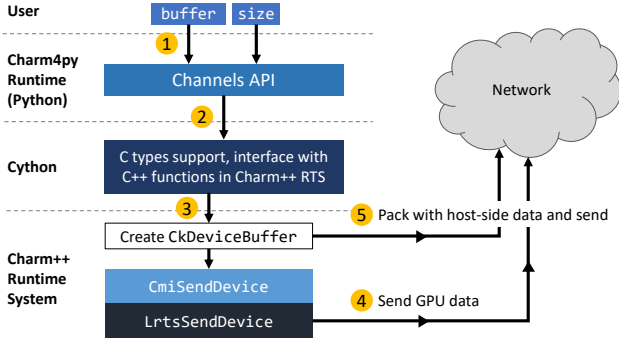 User
buffer
size
1
Charm4py
Runtime
(Python)
Channels API
Network
2
Cython
C types support, interface with
C++ functions in Charm++ RTS
3
5 Pack with host-side data and send
Create CkDeviceBuffer
Charm++
Runtime
System
CmiSendDevice
4 Send GPU data
LrtsSendDevice